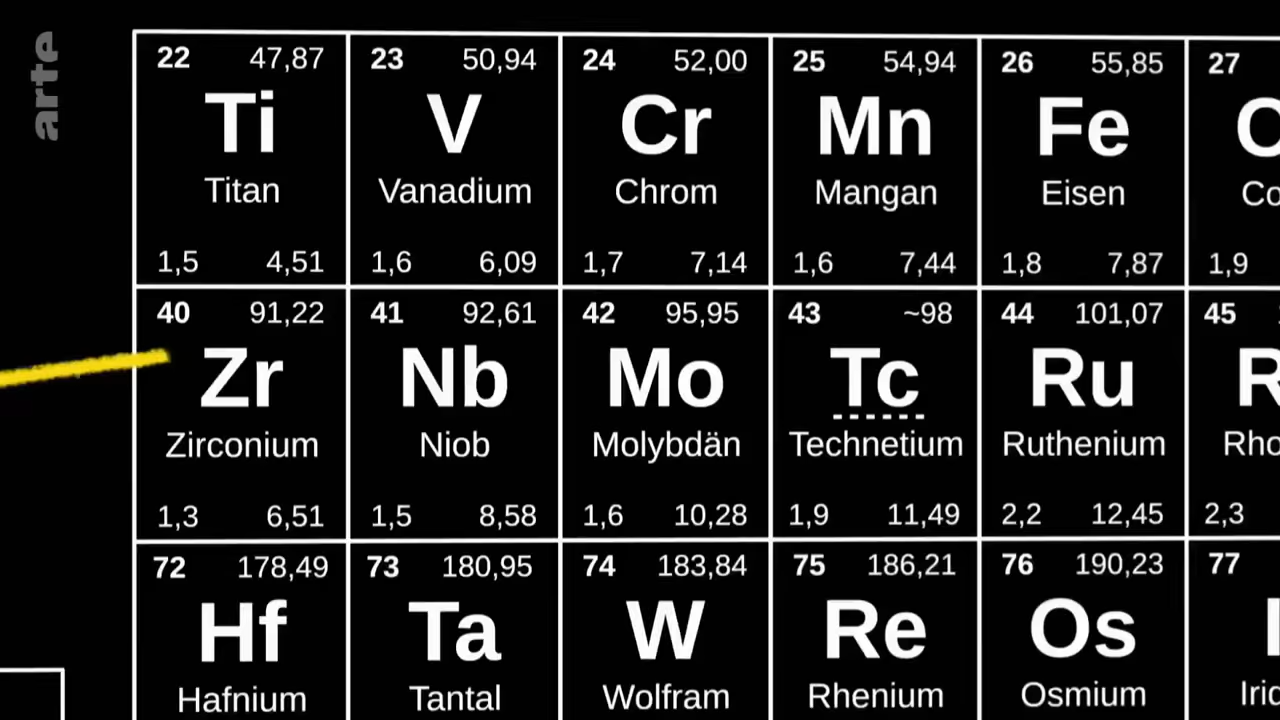 arte
22 47,87 23 50,94 24 52,00 25 54,94 26 55,85 27
Ti V Cr Mn Fe C
Titan Vanadium Chrom Mangan Eisen Co
1,5 4,51 1,6 6,09 1,7 7,14 1,6 7,44 1,8 7,87 1,9
40 91,22 41 92,61 42 95,95 43 ~98 44 101,07 45
Zr Nb Mo Tc Ru R
Zirconium Niob Molybdän Technetium Ruthenium Rho
1,3 6,51 1,5 8,58 1,6 10,28 1,9 11,49 2,2 12,45 2,3
72 178,49 73 180,95 74 183,84 75 186,21 76 190,23 77
Hf Ta W Re Os I
Hafnium Tantal Wolfram Rhenium Osmium Irid